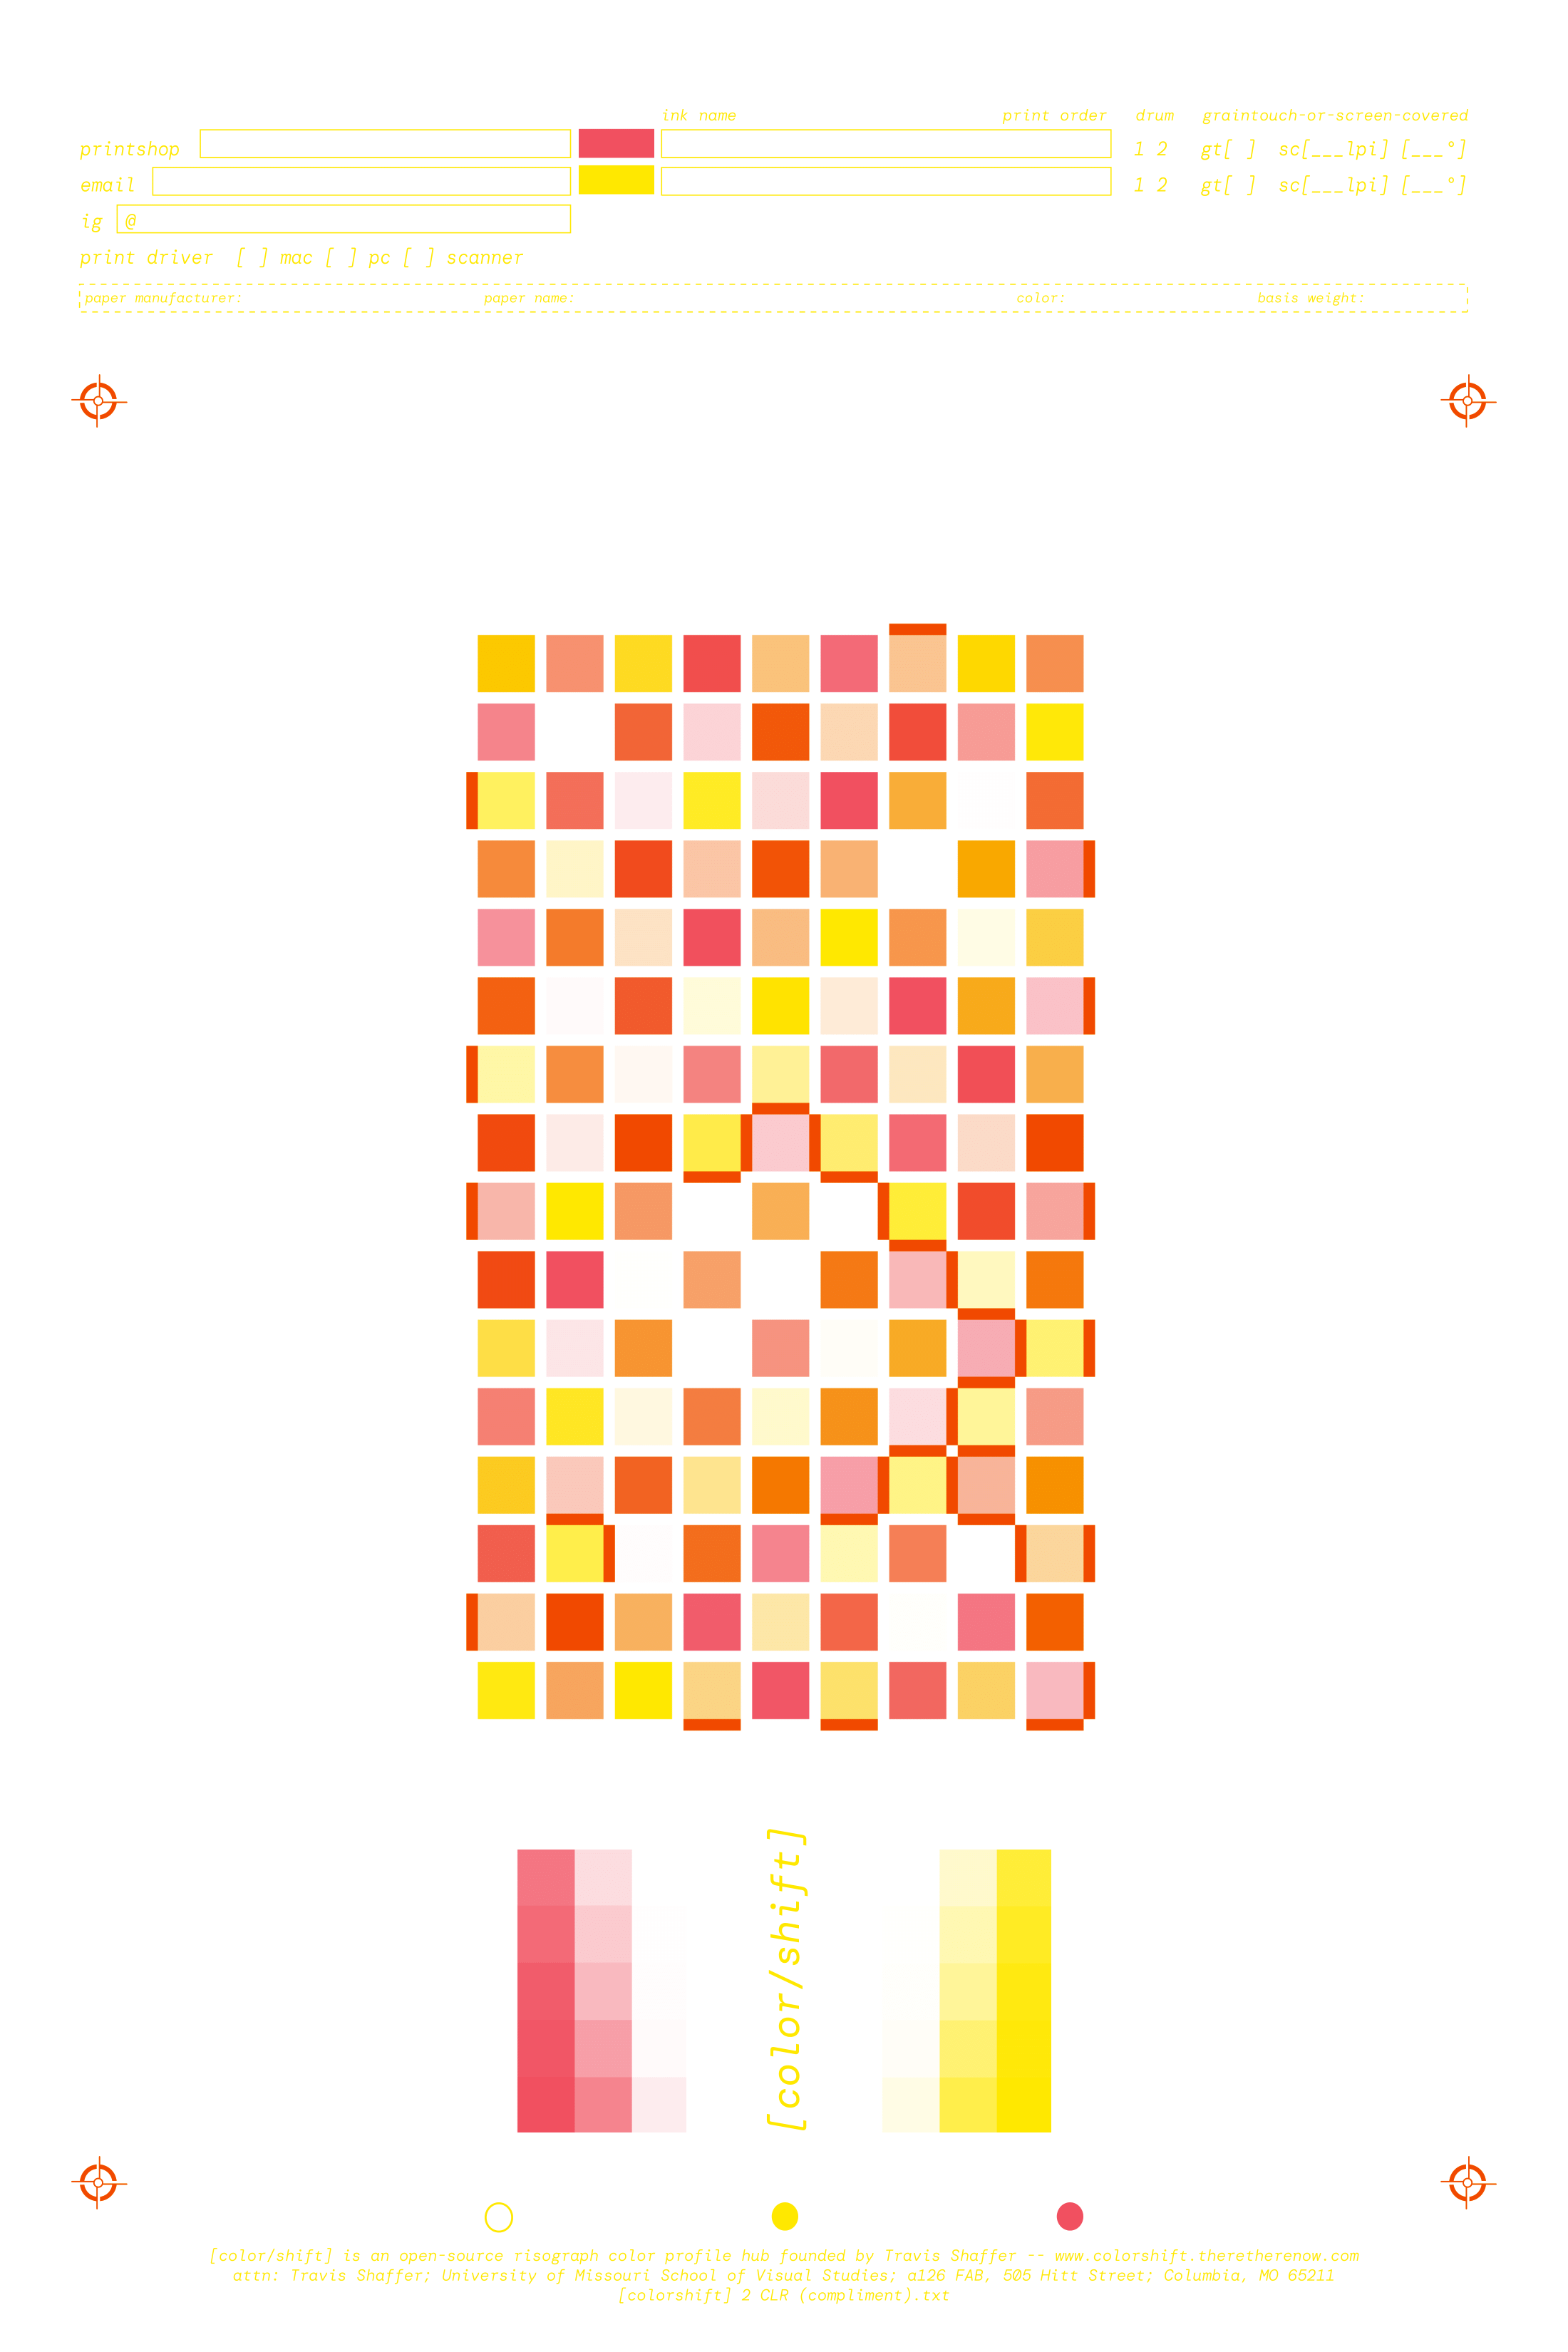 ink name print order drum graintouch-or-screen-covered
printshop 1 2 gt[ ] sc[___lpi] [___°]
email 1 2 gt[ ] sc[___lpi] [___°]
ig @
print driver [ ] mac [ ] pc [ ] scanner
paper manufacturer: paper name: color: basis weight:
[color/shift]
[color/shift] is an open-source risograph color profile hub founded by Travis Shaffer -- www.colorshift.theretherenow.com
attn: Travis Shaffer; University of Missouri School of Visual Studies; a126 FAB, 505 Hitt Street; Columbia, MO 65211
[colorshift] 2 CLR (compliment).txt